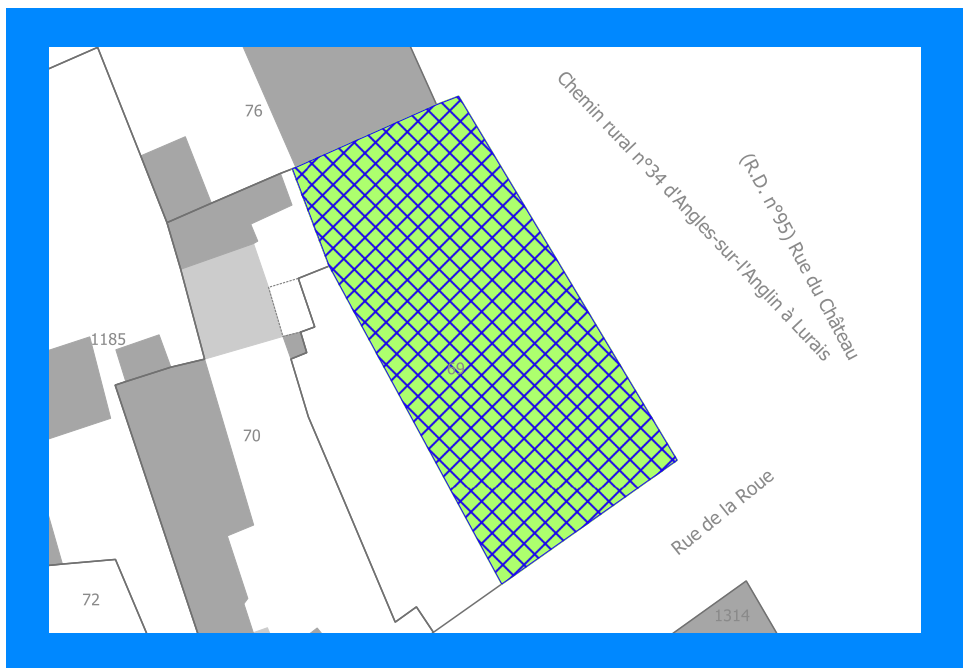 76
Chemin rural n°34 d'Angles-sur-l'Anglin à Lurais
(R.D. n°95) Rue du Château
1185
69
70
Rue de la Roue
72
1314